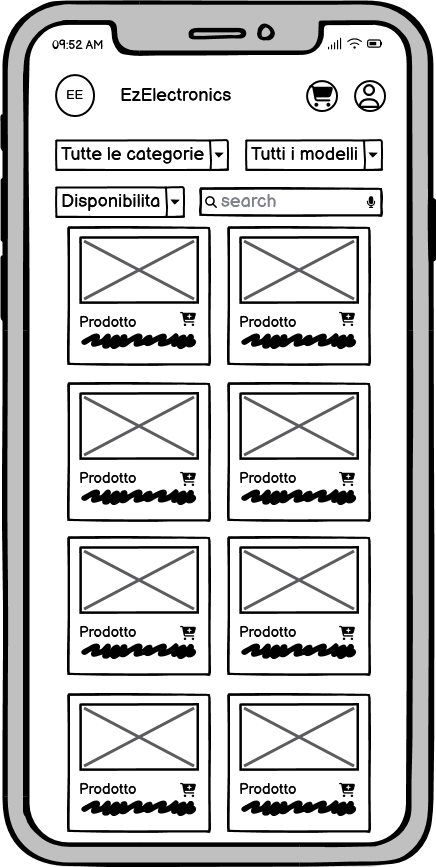 09:52 AM
EE EzElectronics
Tutte le categorie Tutti i modelli
Disponibilita search
Prodotto Prodotto
Prodotto Prodotto
Prodotto Prodotto
Prodotto Prodotto